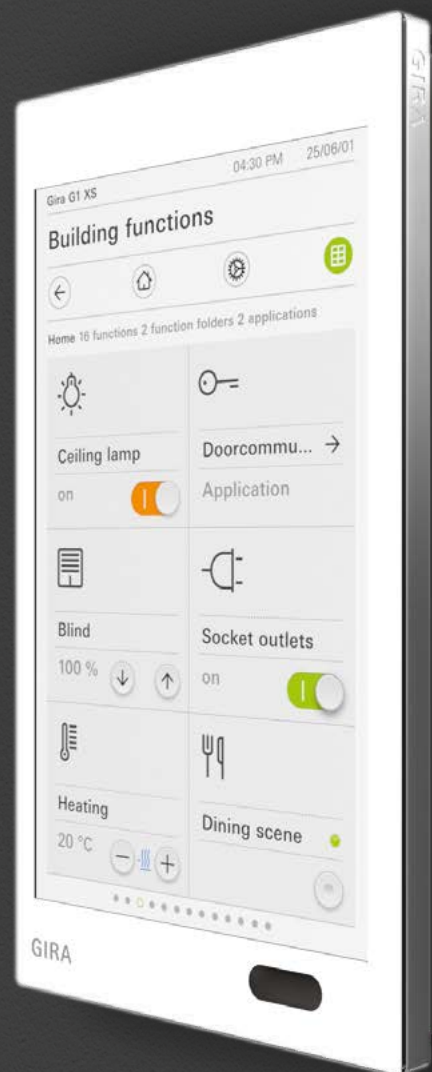 GIRA
Gira G1 XS 04:30 PM 25/06/01
Building functions
Home 16 functions 2 function folders 2 applications
Ceiling lamp
on
Doorcommu...
Application
Blind
100 %
Socket outlets
on
Heating
20 °C
Dining scene
GIRA